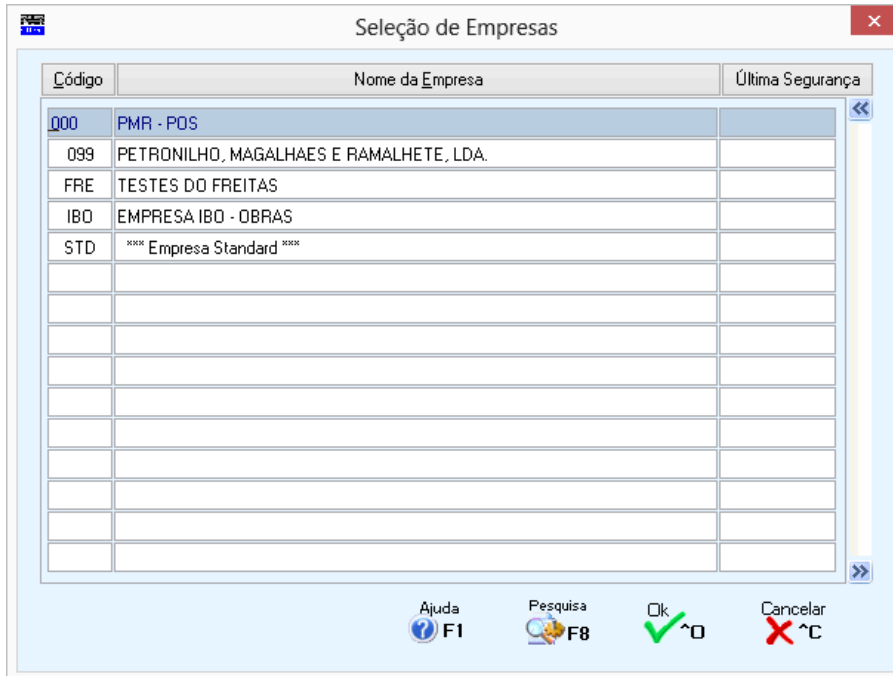 Seleção de Empresas
Código Nome da Empresa Última Segurança
000 PMR - POS
099 PETRONILHO, MAGALHAES E RAMALHETE, LDA.
FRE TESTES DO FREITAS
IBO EMPRESA IBO - OBRAS
STD *** Empresa Standard ***
Ajuda F1
Pesquisa F8
Ok ^O
Cancelar ^C